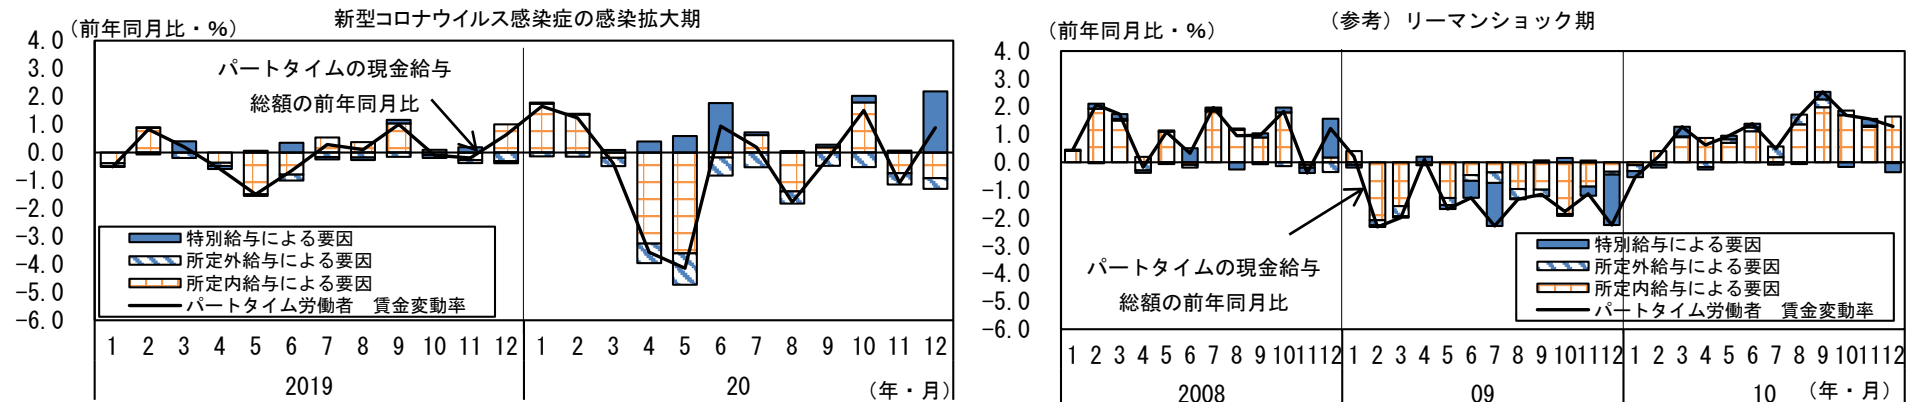 新型コロナウイルス感染症の感染拡大期
(前年同月比・%)
4.0
3.0
2.0
1.0
0.0
-1.0
-2.0
-3.0
-4.0
-5.0
-6.0
パートタイムの現金給与
総額の前年同月比
特別給与による要因
所定外給与による要因
所定内給与による要因
パートタイム労働者 賃金変動率
1 2 3 4 5 6 7 8 9 10 11 12 1 2 3 4 5 6 7 8 9 10 11 12
2019 20 (年・月)
(参考) リーマンショック期
(前年同月比・%)
4.0
3.0
2.0
1.0
0.0
-1.0
-2.0
-3.0
-4.0
-5.0
-6.0
パートタイムの現金給与
総額の前年同月比
特別給与による要因
所定外給与による要因
所定内給与による要因
パートタイム労働者 賃金変動率
1 2 3 4 5 6 7 8 9 10 11 12 1 2 3 4 5 6 7 8 9 10 11 12 1 2 3 4 5 6 7 8 9 10 11 12
2008 09 10 (年・月)